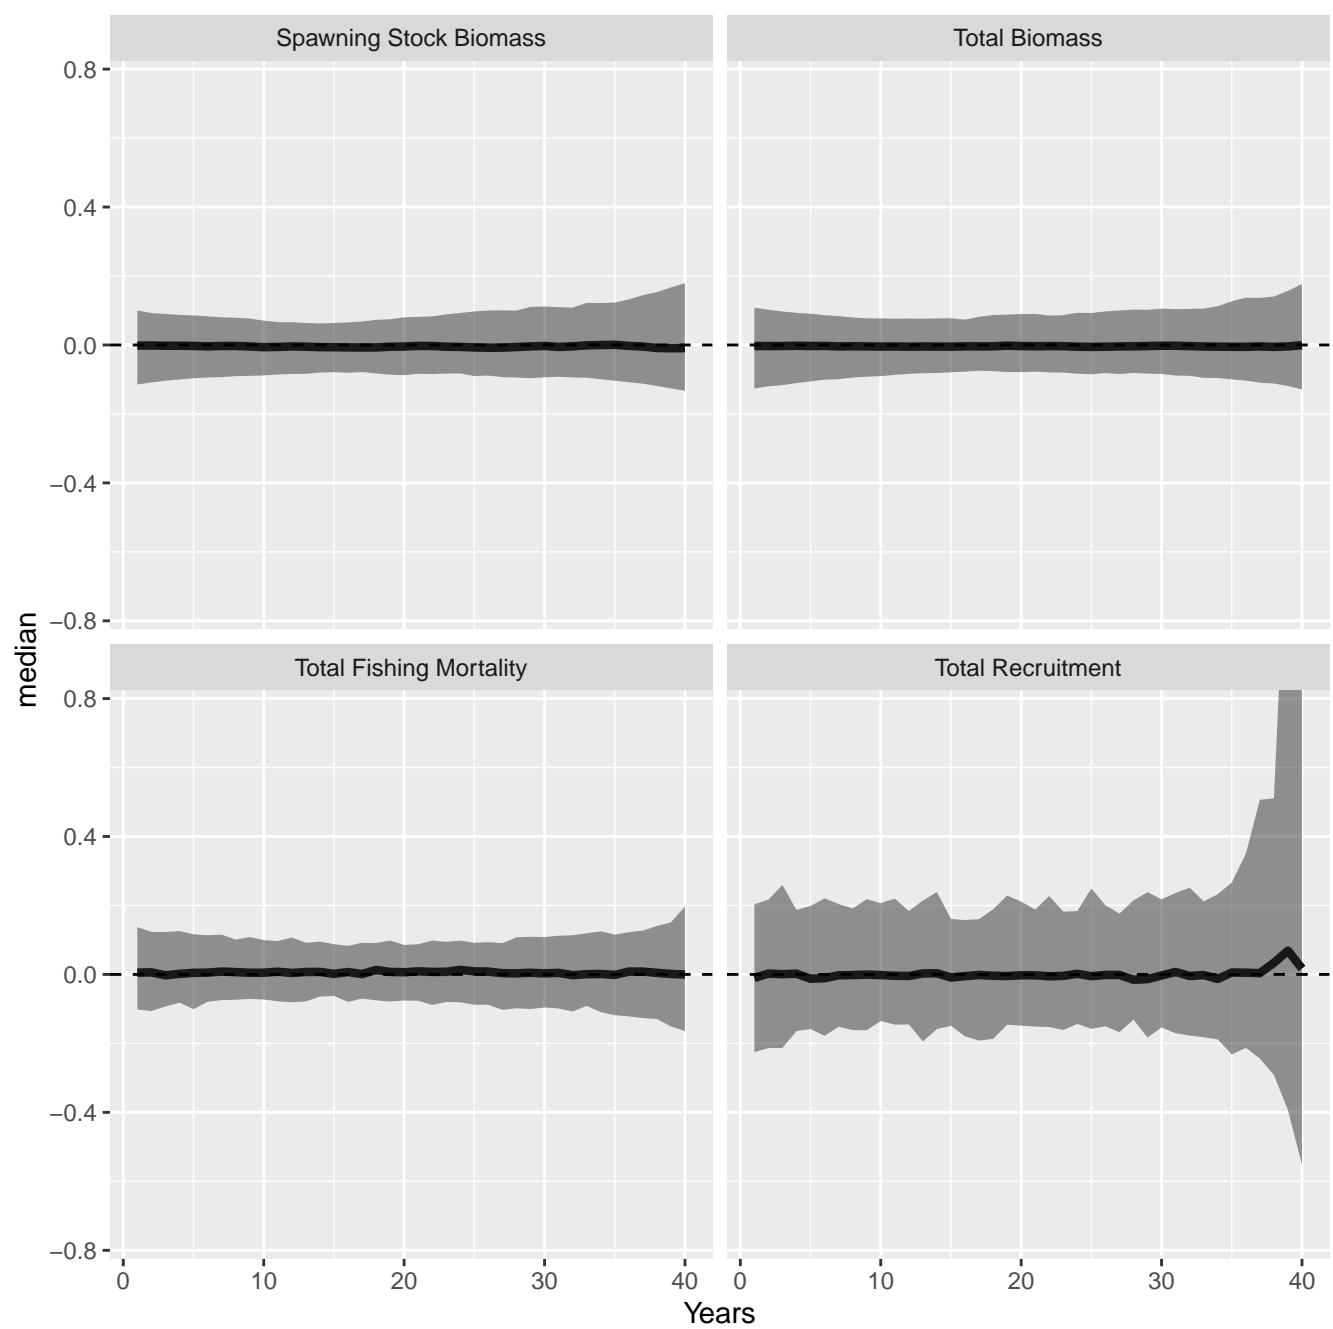 Spawning Stock Biomass
Total Biomass
0.8
0.4
0.0
−0.4
−0.8
median
Total Fishing Mortality
Total Recruitment
0.8
0.4
0.0
−0.4
−0.8
0 10 20 30 40
0 10 20 30 40
Years